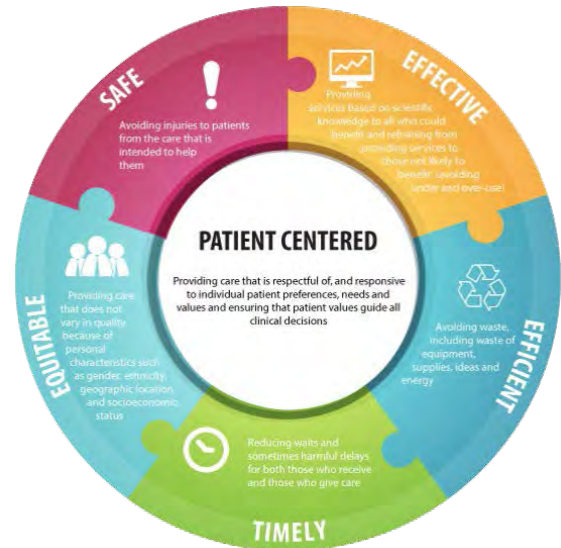 SAFE
Avoiding injuries to patients
from the care that is
intended to help
them
EFFECTIVE
Providing
services based on scientific
knowledge to all who could
benefit and refraining from
providing services to
those not likely to
benefit (avoiding
under and over-use)
PATIENT CENTERED
Providing care that is respectful of, and responsive
to individual patient preferences, needs and
values and ensuring that patient values guide all
clinical decisions
EQUITABLE
Providing care
that does not
vary in quality
because of
personal
characteristics such
as gender, ethnicity,
geographic location,
and socioeconomic
status
EFFICIENT
Avoiding waste,
including waste of
equipment,
supplies, ideas and
energy
Reducing waits and
sometimes harmful delays
for both those who receive
and those who give care
TIMELY